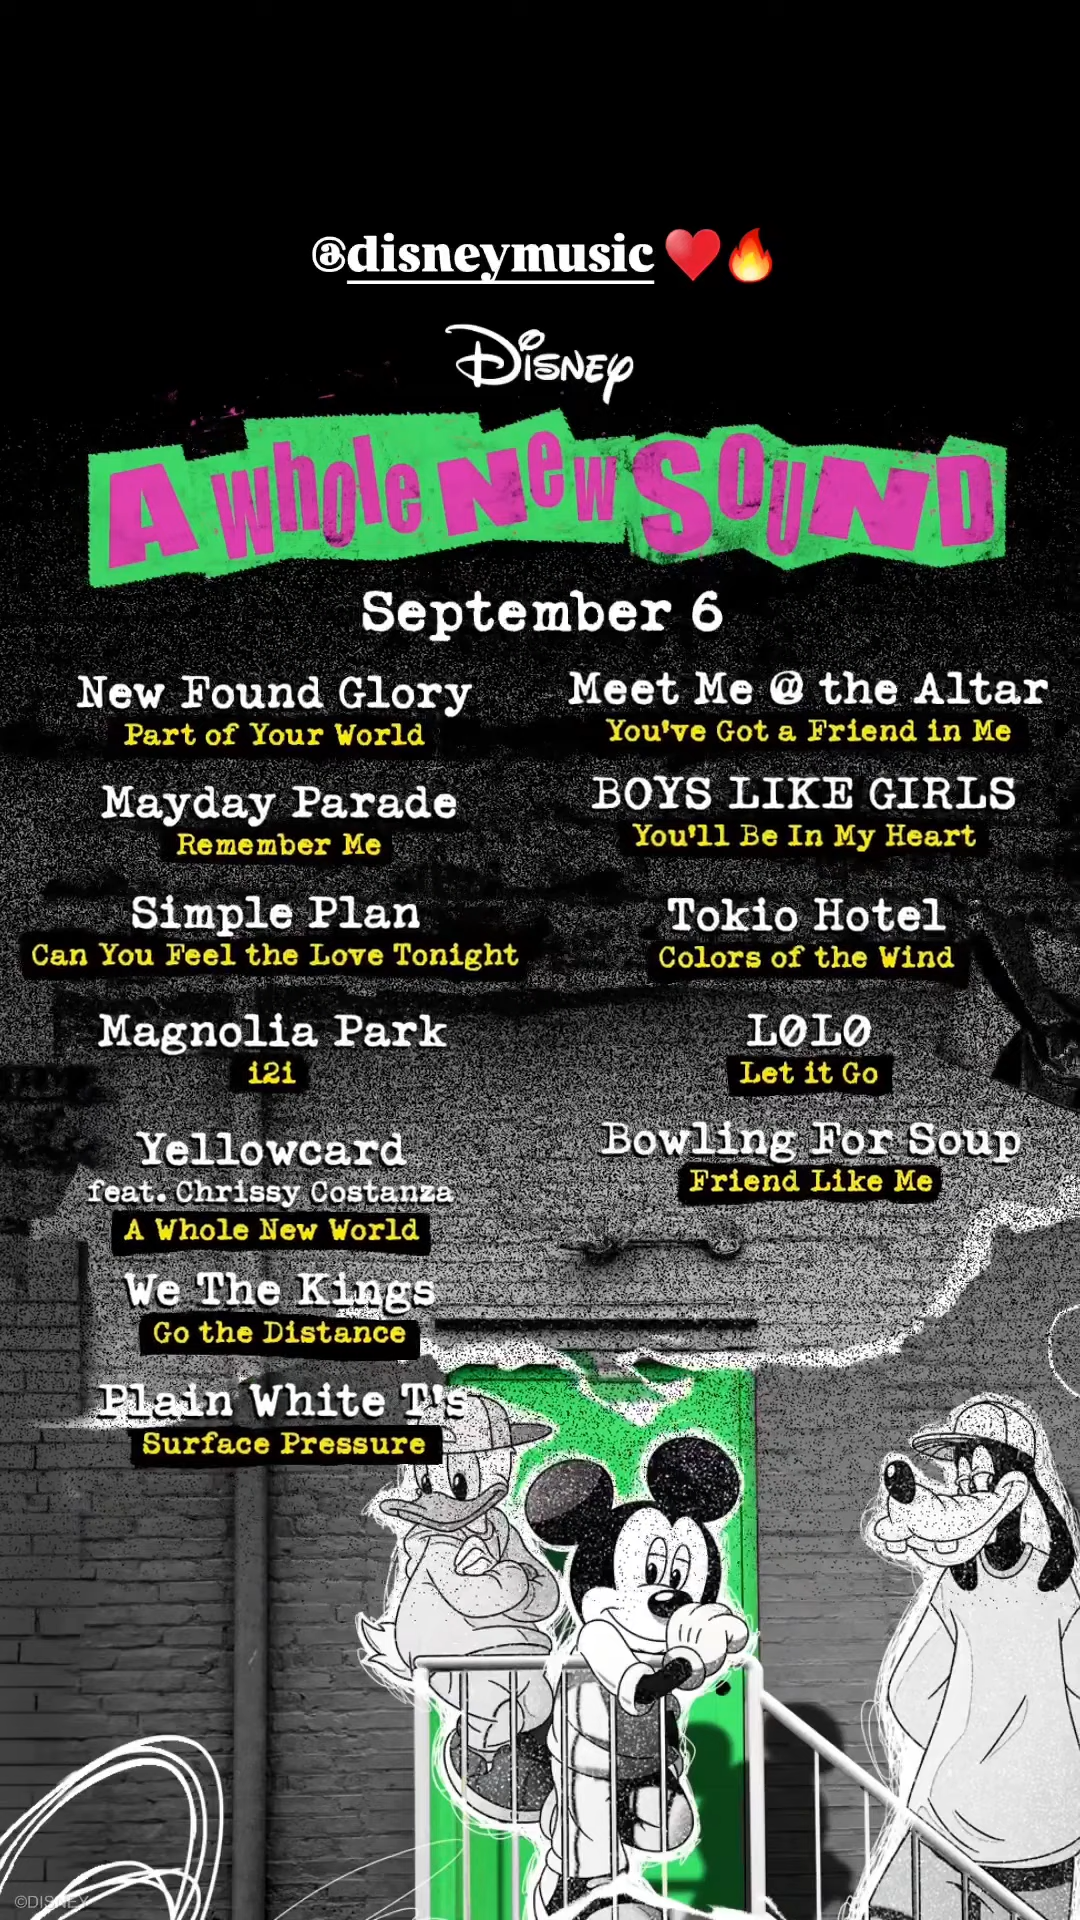 @disneymusic ❤️🔥
Disney
A Whole New Sound
September 6
New Found Glory
Part of Your World
Mayday Parade
Remember Me
Simple Plan
Can You Feel the Love Tonight
Magnolia Park
i2i
Yellowcard
feat. Chrissy Costanza
A Whole New World
We The Kings
Go the Distance
Plain White T's
Surface Pressure
Meet Me @ the Altar
You've Got a Friend in Me
BOYS LIKE GIRLS
You'll Be In My Heart
Tokio Hotel
Colors of the Wind
LØLØ
Let it Go
Bowling For Soup
Friend Like Me
©DISNEY